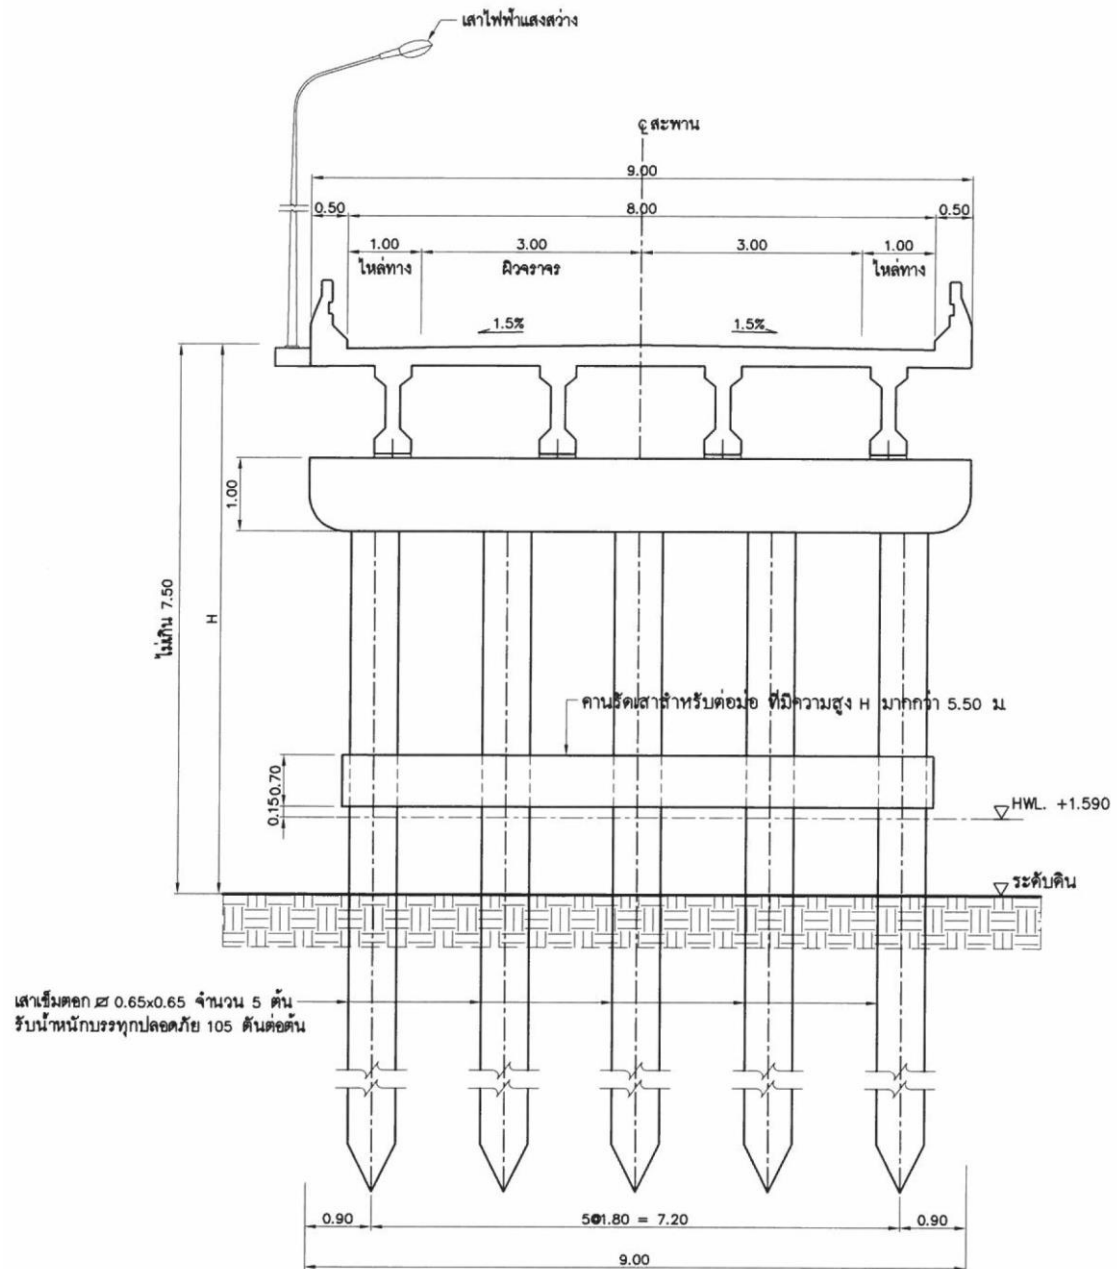 เสาไฟฟ้าแสงสว่าง
℄ สะพาน
9.00
0.50 8.00 0.50
1.00 3.00 3.00 1.00
ไหล่ทาง ผิวจราจร ไหล่ทาง
1.5% 1.5%
1.00
ไม่เกิน 7.50
H
คานรัดเสาสำหรับต่อม่อ ที่มีความสูง H มากกว่า 5.50 ม.
0.70
0.15
HWL. +1.590
ระดับดิน
เสาเข็มตอก ⌀ 0.65x0.65 จำนวน 5 ต้น
รับน้ำหนักบรรทุกปลอดภัย 105 ตันต่อต้น
0.90 5@1.80 = 7.20 0.90
9.00